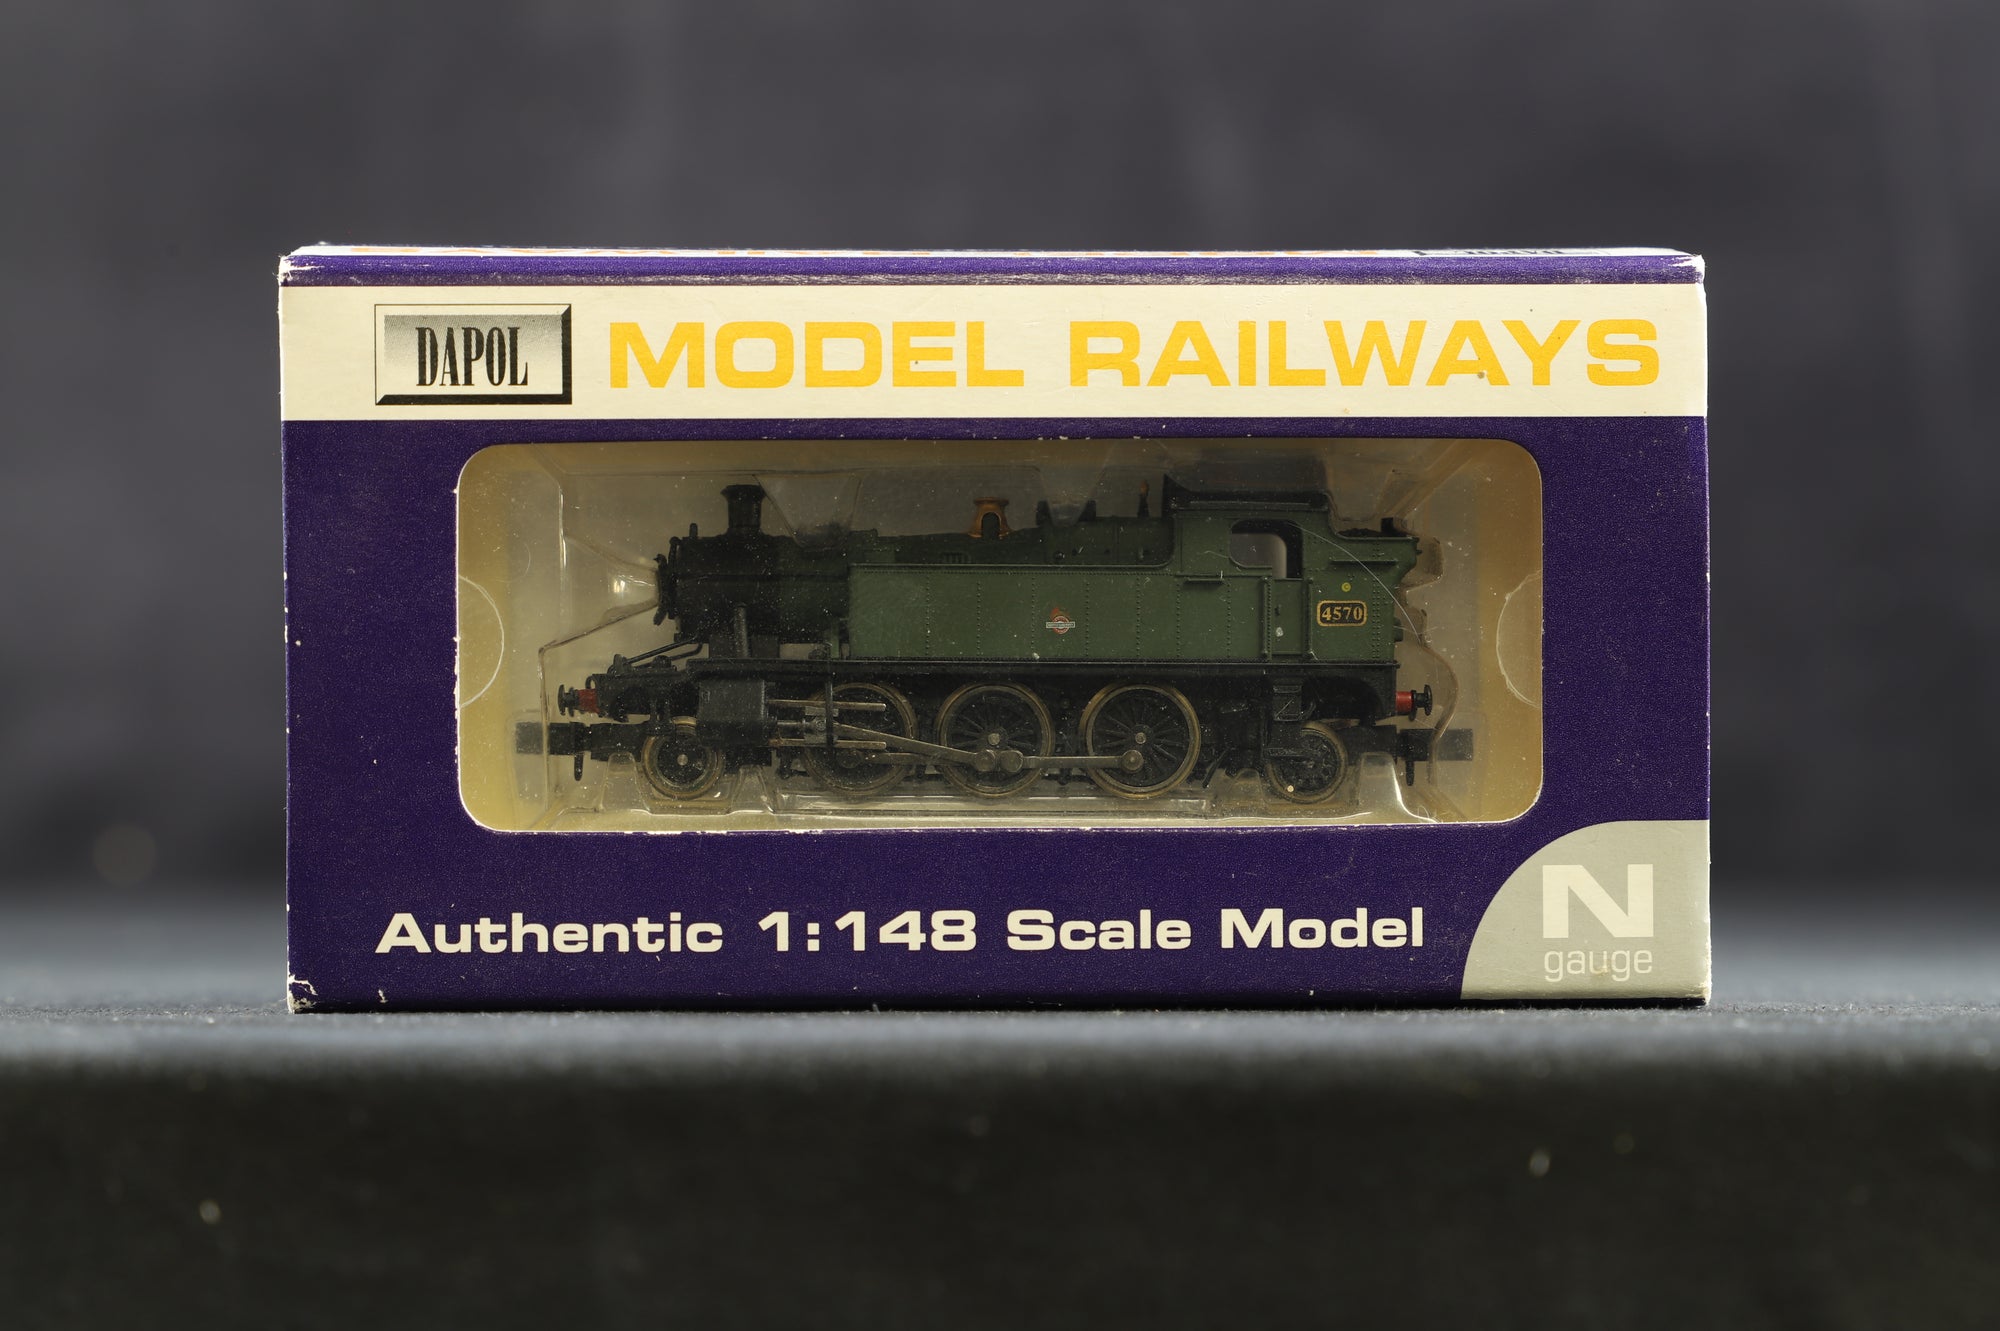 DAPOL
MODEL RAILWAYS
4570
Authentic 1:148 Scale Model
N
gauge